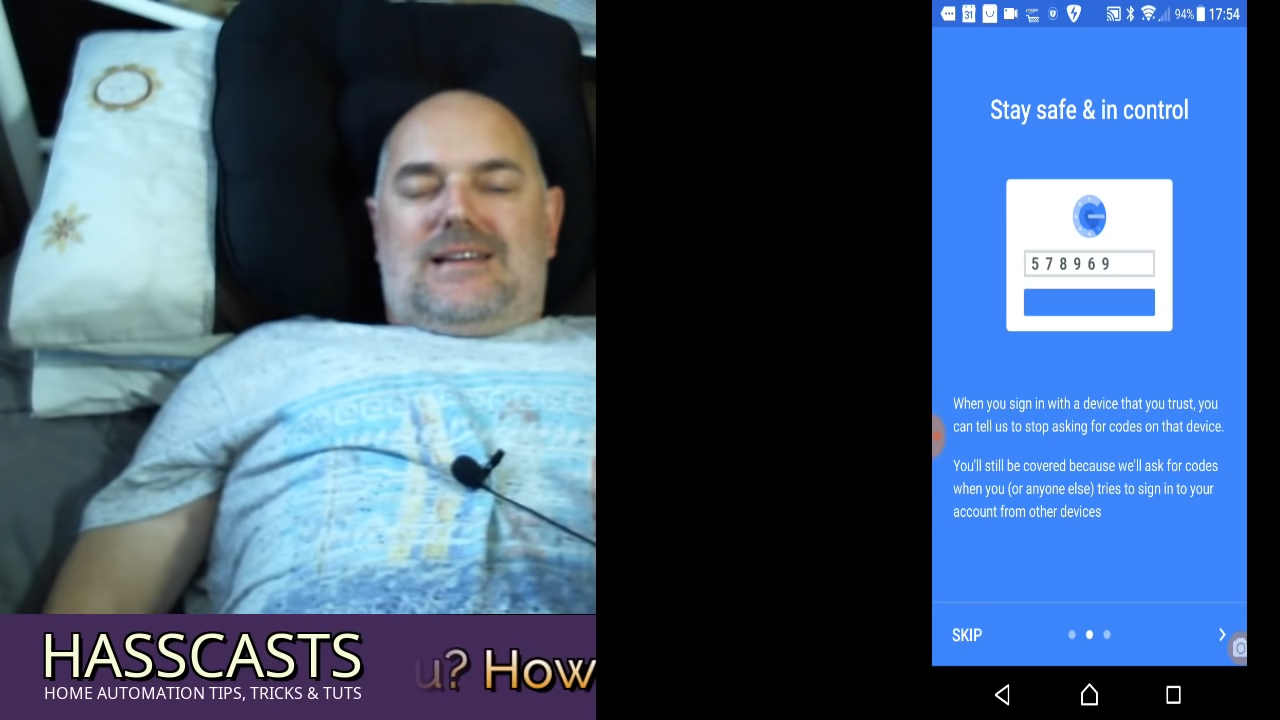 94% 17:54
31
Stay safe & in control
578969
When you sign in with a device that you trust, you
can tell us to stop asking for codes on that device.
You'll still be covered because we'll ask for codes
when you (or anyone else) tries to sign in to your
account from other devices
SKIP
HASSCASTS
HOME AUTOMATION TIPS, TRICKS & TUTS
u? How